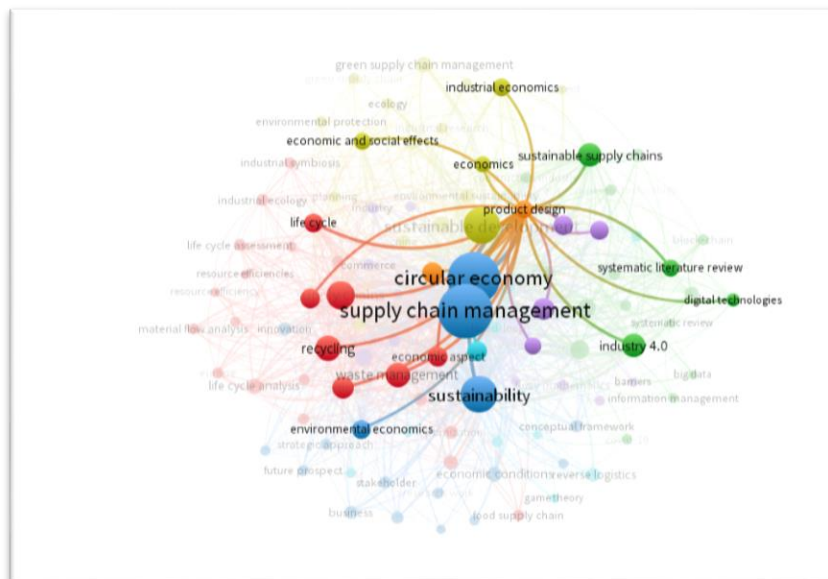 green supply chain management
industrial economics
ecology
environmental protection
economic and social effects
sustainable supply chains
industrial symbiosis
economics
planning
environmental sustainability
industrial ecology
industry
product design
life cycle
sustainable development
blockchain
life cycle assessment
commerce
resource efficiencies
systematic literature review
circular economy
resource efficiency
digital technologies
supply chain management
material flow analysis
innovation
systematic review
recycling
industry 4.0
economic aspect
waste management
big data
life cycle analysis
barriers
sustainability
information management
environmental economics
conceptual framework
strategic approach
future prospect
economic conditions
reverse logistics
stakeholder
game theory
business
food supply chain